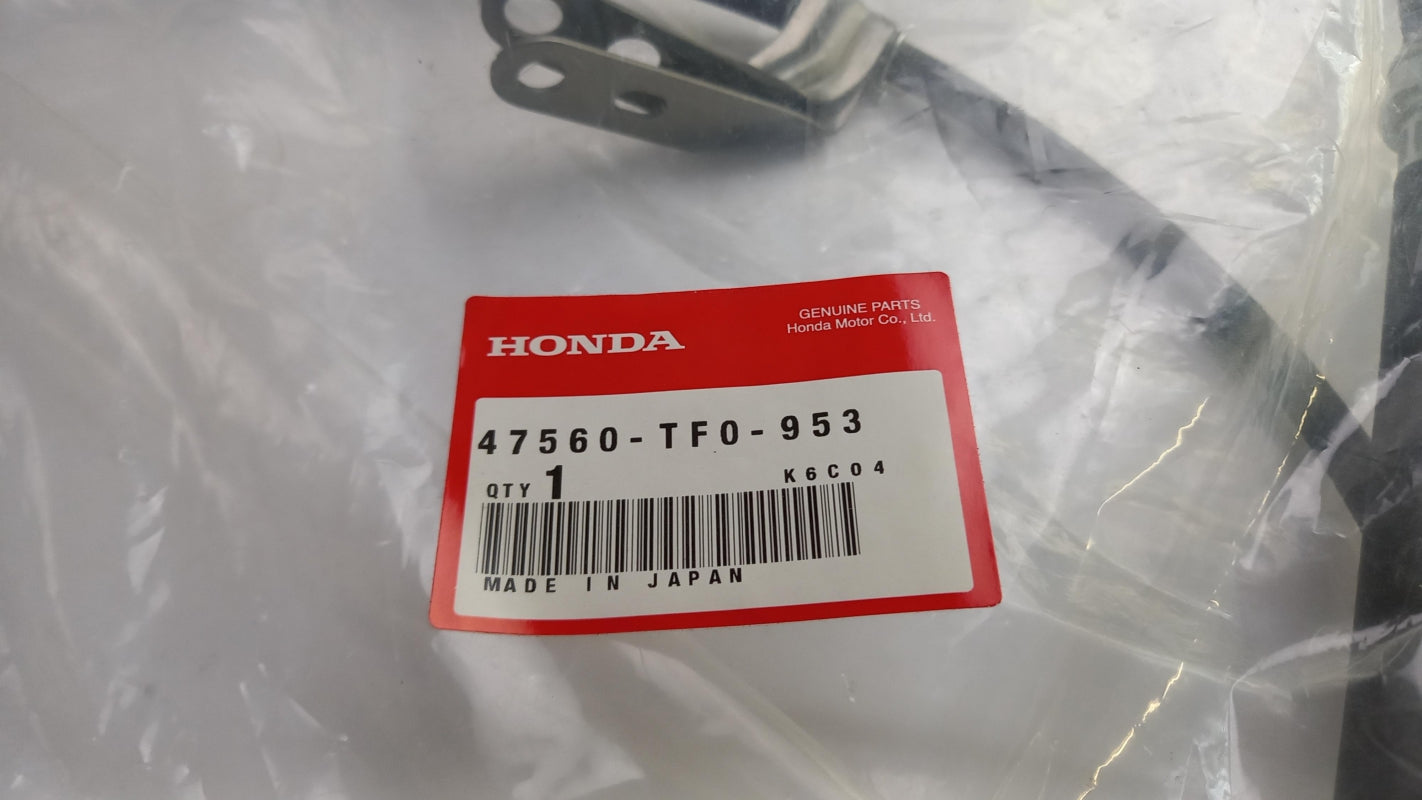 GENUINE PARTS
Honda Motor Co., Ltd.
HONDA
47560-TF0-953
QTY 1 K6C04
MADE IN JAPAN